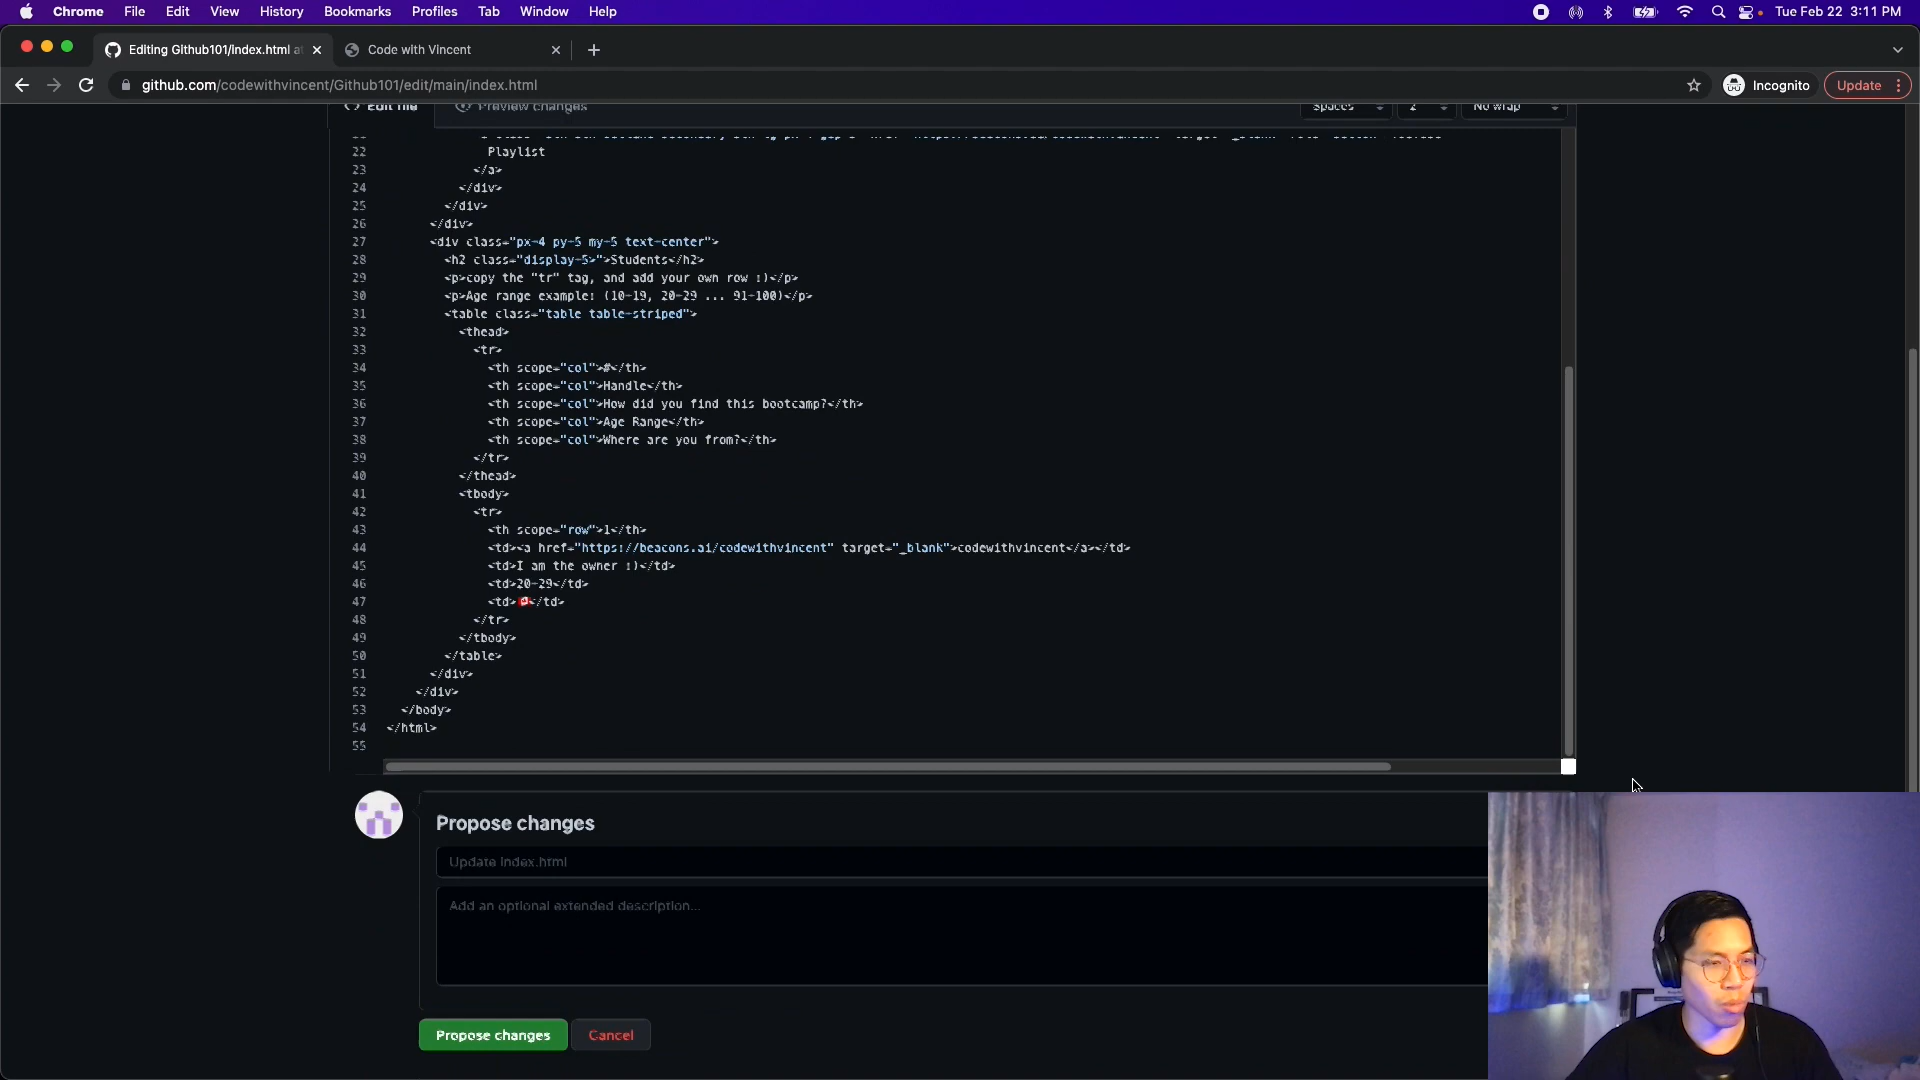 Chrome File Edit View History Bookmarks Profiles Tab Window Help Tue Feb 22 3:11 PM
Editing Github101/index.html a Code with Vincent
github.com/codewithvincent/Github101/edit/main/index.html Incognito Update
<> Edit file Preview changes Spaces 2 No wrap
22 Playlist
23 </a>
24 </div>
25 </div>
26 </div>
27 <div class="px-4 py-5 my-5 text-center">
28 <h2 class="display-5>">Students</h2>
29 <p>copy the "tr" tag, and add your own row :)</p>
30 <p>Age range example: (10-19, 20-29 ... 91-100)</p>
31 <table class="table table-striped">
32 <thead>
33 <tr>
34 <th scope="col">#</th>
35 <th scope="col">Handle</th>
36 <th scope="col">How did you find this bootcamp?</th>
37 <th scope="col">Age Range</th>
38 <th scope="col">Where are you from?</th>
39 </tr>
40 </thead>
41 <tbody>
42 <tr>
43 <th scope="row">1</th>
44 <td><a href="https://beacons.ai/codewithvincent" target="_blank">codewithvincent</a></td>
45 <td>I am the owner :)</td>
46 <td>20-29</td>
47 <td>🇨🇦</td>
48 </tr>
49 </tbody>
50 </table>
51 </div>
52 </div>
53 </body>
54 </html>
55
Propose changes
Update index.html
Add an optional extended description...
Propose changes Cancel